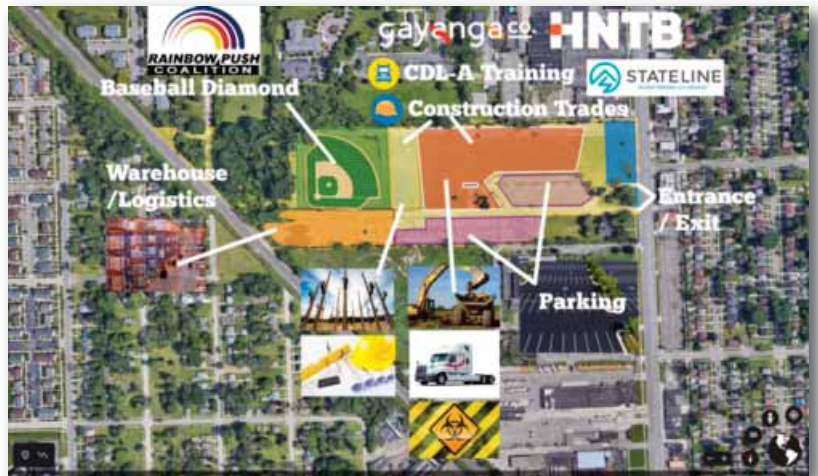 RAINBOW PUSH
COALITION
gayanga co.
HNTB
CDL-A Training
STATELINE
Construction Trades
Baseball Diamond
Warehouse
/Logistics
Entrance
/ Exit
Parking